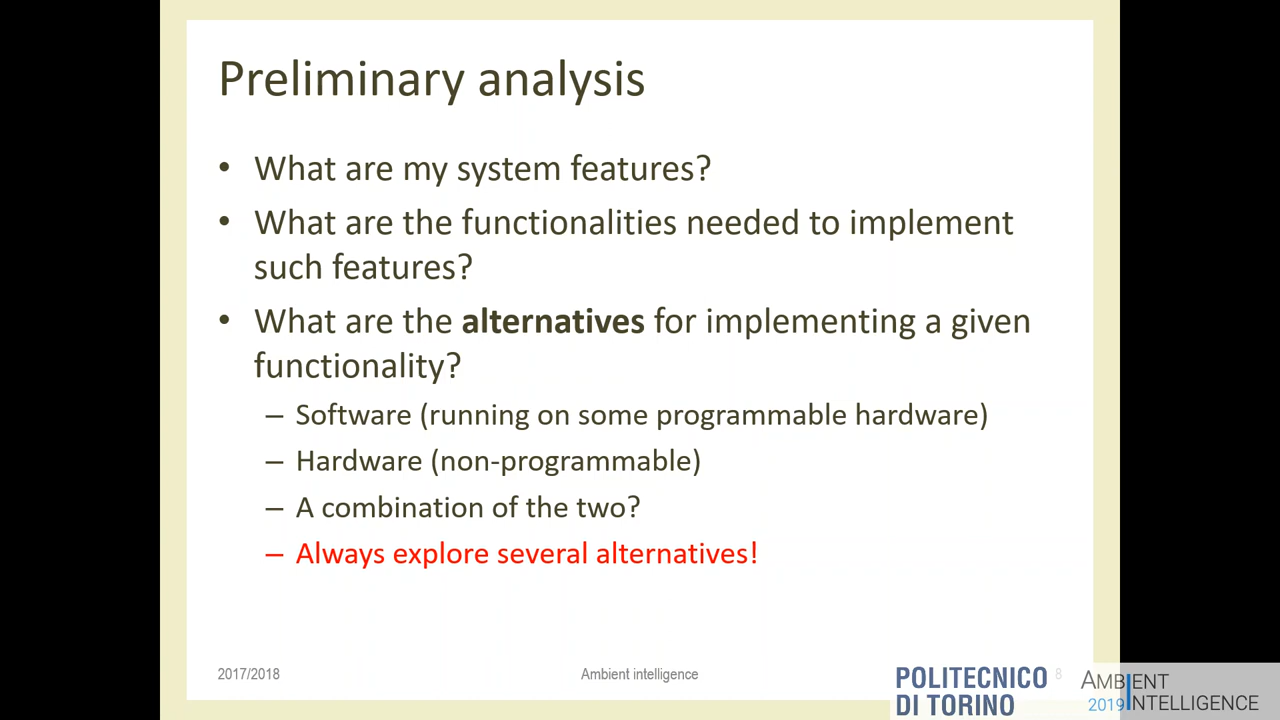 Preliminary analysis
• What are my system features?
• What are the functionalities needed to implement
such features?
• What are the alternatives for implementing a given
functionality?
– Software (running on some programmable hardware)
– Hardware (non-programmable)
– A combination of the two?
– Always explore several alternatives!
2017/2018
Ambient intelligence
8
POLITECNICO
DI TORINO
AMBIENT
2019 INTELLIGENCE